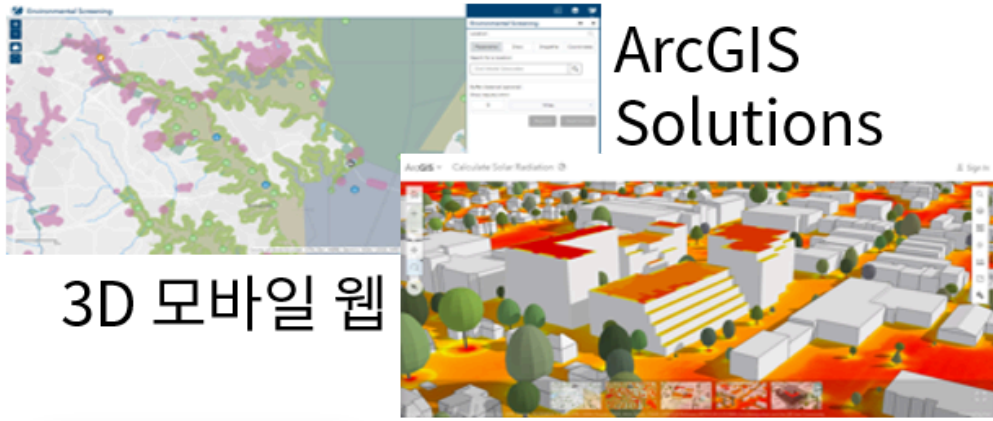 Environmental Screening
ArcGIS
Solutions
Environmental Screening
ArcGIS
Calculate Solar Radiation
Sign In
3D 모바일 웹